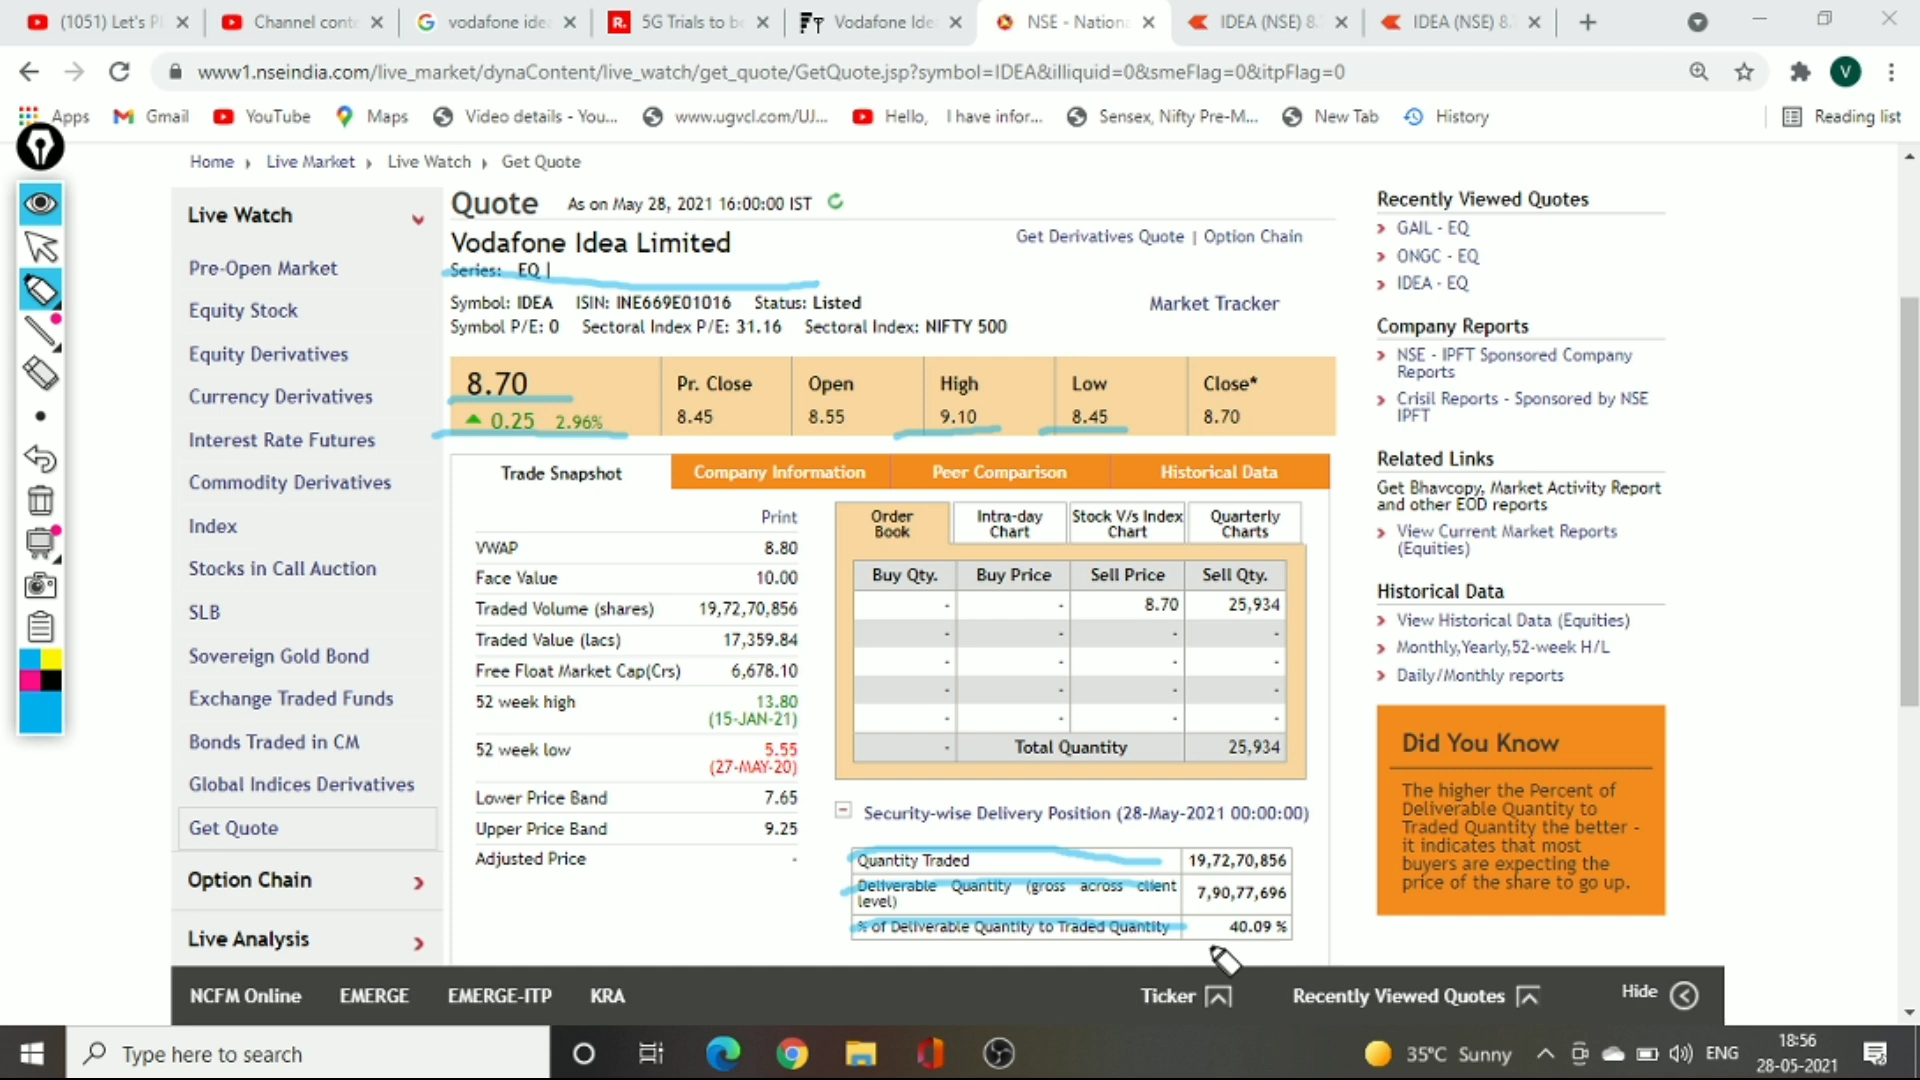 (1051) Let's Pl
Channel cont
vodafone ide
5G Trials to be
Vodafone Ide
NSE - Nationa
IDEA (NSE) 8.
IDEA (NSE) 8.
www1.nseindia.com/live_market/dynaContent/live_watch/get_quote/GetQuote.jsp?symbol=IDEA&illiquid=0&smeFlag=0&itpFlag=0
V
Apps
Gmail
YouTube
Maps
Video details - You...
www.ugvcl.com/UJ...
Hello, I have infor...
Sensex, Nifty Pre-M...
New Tab
History
Reading list
Home
Live Market
Live Watch
Get Quote
Live Watch
Pre-Open Market
Equity Stock
Equity Derivatives
Currency Derivatives
Interest Rate Futures
Commodity Derivatives
Index
Stocks in Call Auction
SLB
Sovereign Gold Bond
Exchange Traded Funds
Bonds Traded in CM
Global Indices Derivatives
Get Quote
Option Chain
Live Analysis
Quote As on May 28, 2021 16:00:00 IST
Vodafone Idea Limited
Get Derivatives Quote | Option Chain
Series: EQ |
Symbol: IDEA ISIN: INE669E01016 Status: Listed
Market Tracker
Symbol P/E: 0 Sectoral Index P/E: 31.16 Sectoral Index: NIFTY 500
8.70 Pr. Close Open High Low Close*
0.25 2.96% 8.45 8.55 9.10 8.45 8.70
Trade Snapshot
Company Information
Peer Comparison
Historical Data
Print
VWAP 8.80
Face Value 10.00
Traded Volume (shares) 19,72,70,856
Traded Value (lacs) 17,359.84
Free Float Market Cap(Crs) 6,678.10
52 week high 13.80
(15-JAN-21)
52 week low 5.55
(27-MAY-20)
Lower Price Band 7.65
Upper Price Band 9.25
Adjusted Price -
Order Book
Intra-day Chart
Stock V/s Index Chart
Quarterly Charts
Buy Qty. Buy Price Sell Price Sell Qty.
- - 8.70 25,934
- - - -
- - - -
- - - -
- - - -
- Total Quantity 25,934
Security-wise Delivery Position (28-May-2021 00:00:00)
Quantity Traded 19,72,70,856
Deliverable Quantity (gross across client level) 7,90,77,696
% of Deliverable Quantity to Traded Quantity 40.09 %
Recently Viewed Quotes
GAIL - EQ
ONGC - EQ
IDEA - EQ
Company Reports
NSE - IPFT Sponsored Company
Reports
Crisil Reports - Sponsored by NSE
IPFT
Related Links
Get Bhavcopy, Market Activity Report
and other EOD reports
View Current Market Reports
(Equities)
Historical Data
View Historical Data (Equities)
Monthly,Yearly,52-week H/L
Daily/Monthly reports
Did You Know
The higher the Percent of
Deliverable Quantity to
Traded Quantity the better -
it indicates that most
buyers are expecting the
price of the share to go up.
NCFM Online
EMERGE
EMERGE-ITP
KRA
Ticker
Recently Viewed Quotes
Hide
Type here to search
35°C Sunny
ENG
18:56
28-05-2021